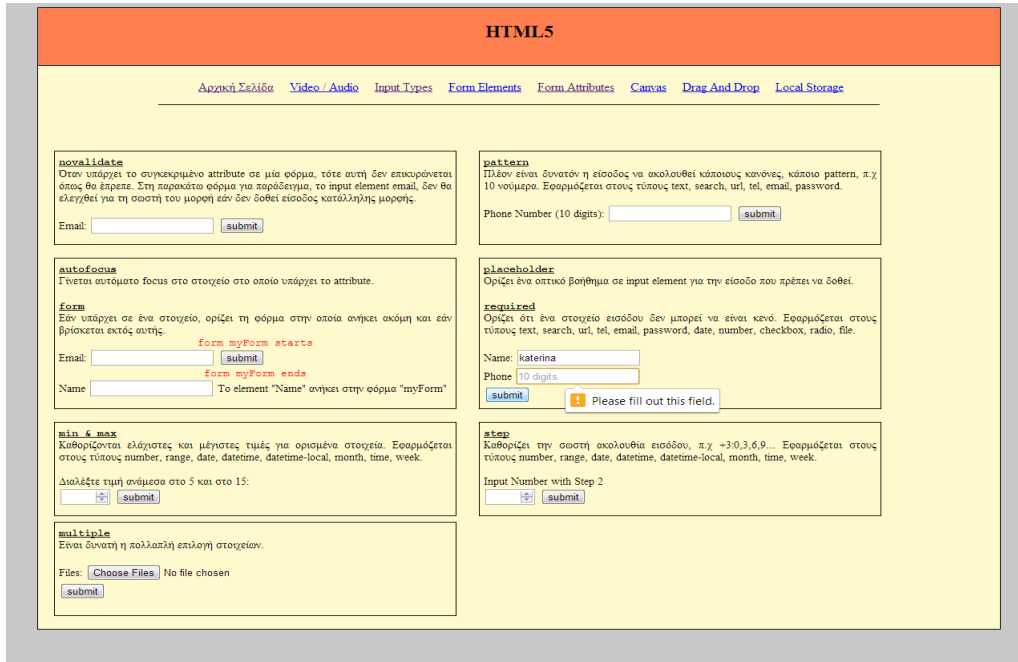 HTML5
Αρχική Σελίδα Video / Audio Input Types Form Elements Form Attributes Canvas Drag And Drop Local Storage
novalidate
Όταν υπάρχει το συγκεκριμένο attribute σε μία φόρμα, τότε αυτή δεν επικυρώνεται
όπως θα έπρεπε. Στη παρακάτω φόρμα για παράδειγμα, το input element email, δεν θα
ελεγχθεί για τη σωστή του μορφή εάν δεν δοθεί είσοδος κατάλληλης μορφής.
Email: submit
pattern
Πλέον είναι δυνατόν η είσοδος να ακολουθεί κάποιους κανόνες, κάποιο pattern, π.χ
10 νούμερα. Εφαρμόζεται στους τύπους text, search, url, tel, email, password.
Phone Number (10 digits): submit
autofocus
Γίνεται αυτόματο focus στο στοιχείο στο οποίο υπάρχει το attribute.
form
Εάν υπάρχει σε ένα στοιχείο, ορίζει τη φόρμα στην οποία ανήκει ακόμη και εάν
βρίσκεται εκτός αυτής.
form myForm starts
Email: submit
form myForm ends
Name Το element "Name" ανήκει στην φόρμα "myForm"
placeholder
Ορίζει ένα οπτικό βοήθημα σε input element για την είσοδο που πρέπει να δοθεί.
required
Ορίζει ότι ένα στοιχείο εισόδου δεν μπορεί να είναι κενό. Εφαρμόζεται στους
τύπους text, search, url, tel, email, password, date, number, checkbox, radio, file.
Name: katerina
Phone 10 digits
submit
Please fill out this field.
min & max
Καθορίζονται ελάχιστες και μέγιστες τιμές για ορισμένα στοιχεία. Εφαρμόζεται
στους τύπους number, range, date, datetime, datetime-local, month, time, week.
Διαλέξτε τιμή ανάμεσα στο 5 και στο 15:
submit
step
Καθορίζει την σωστή ακολουθία εισόδου, π.χ +3:0,3,6,9... Εφαρμόζεται στους
τύπους number, range, date, datetime, datetime-local, month, time, week.
Input Number with Step 2
submit
multiple
Είναι δυνατή η πολλαπλή επιλογή στοιχείων.
Files: Choose Files No file chosen
submit